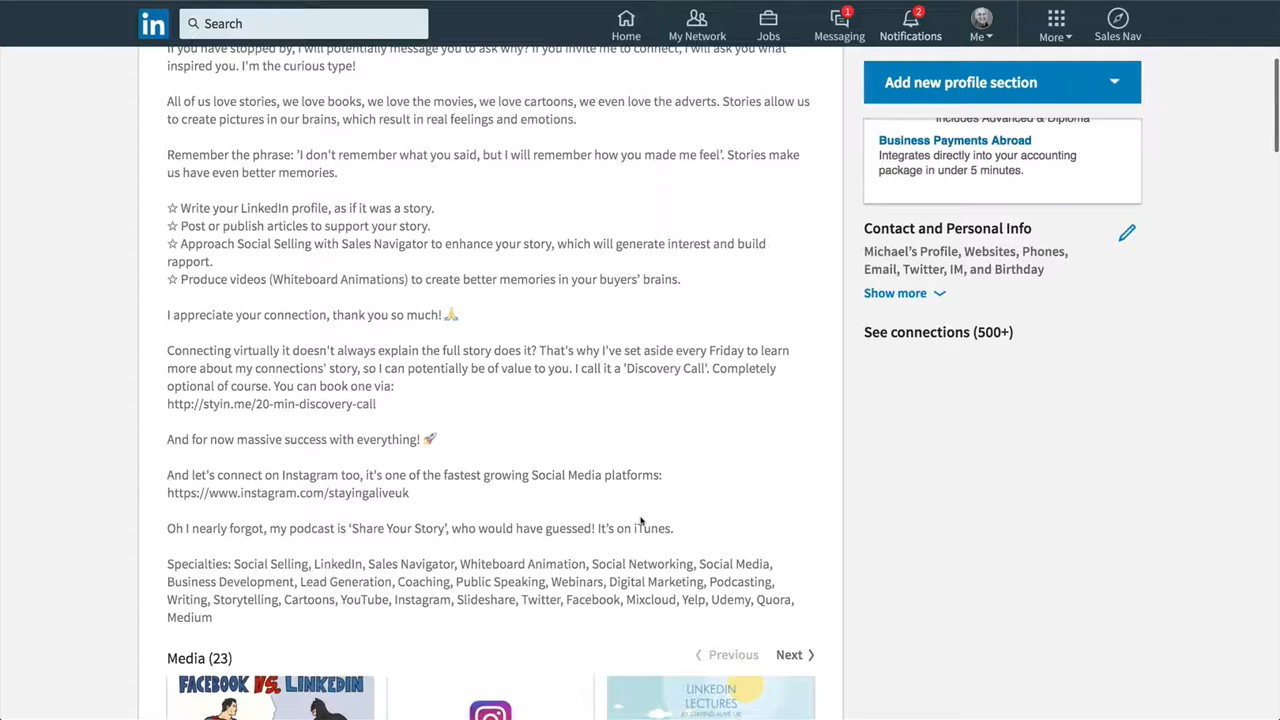 in
Search
Home
My Network
Jobs
1
Messaging
2
Notifications
Me
More
Sales Nav
If you have stopped by, I will potentially message you to ask why? If you invite me to connect, I will ask you what
inspired you. I'm the curious type!
All of us love stories, we love books, we love the movies, we love cartoons, we even love the adverts. Stories allow us
to create pictures in our brains, which result in real feelings and emotions.
Remember the phrase: 'I don't remember what you said, but I will remember how you made me feel'. Stories make
us have even better memories.
☆ Write your LinkedIn profile, as if it was a story.
☆ Post or publish articles to support your story.
☆ Approach Social Selling with Sales Navigator to enhance your story, which will generate interest and build
rapport.
☆ Produce videos (Whiteboard Animations) to create better memories in your buyers' brains.
I appreciate your connection, thank you so much! 🙏
Connecting virtually it doesn't always explain the full story does it? That's why I've set aside every Friday to learn
more about my connections' story, so I can potentially be of value to you. I call it a 'Discovery Call'. Completely
optional of course. You can book one via:
http://styin.me/20-min-discovery-call
And for now massive success with everything! 🚀
And let's connect on Instagram too, it's one of the fastest growing Social Media platforms:
https://www.instagram.com/stayingaliveuk
Oh I nearly forgot, my podcast is 'Share Your Story', who would have guessed! It's on iTunes.
Specialties: Social Selling, LinkedIn, Sales Navigator, Whiteboard Animation, Social Networking, Social Media,
Business Development, Lead Generation, Coaching, Public Speaking, Webinars, Digital Marketing, Podcasting,
Writing, Storytelling, Cartoons, YouTube, Instagram, Slideshare, Twitter, Facebook, Mixcloud, Yelp, Udemy, Quora,
Medium
Media (23)
Previous
Next
FACEBOOK VS. LINKEDIN
LINKEDIN
LECTURES
BY STAYING ALIVE UK
Add new profile section
Includes Advanced & Diploma
Business Payments Abroad
Integrates directly into your accounting
package in under 5 minutes.
Contact and Personal Info
Michael's Profile, Websites, Phones,
Email, Twitter, IM, and Birthday
Show more
See connections (500+)